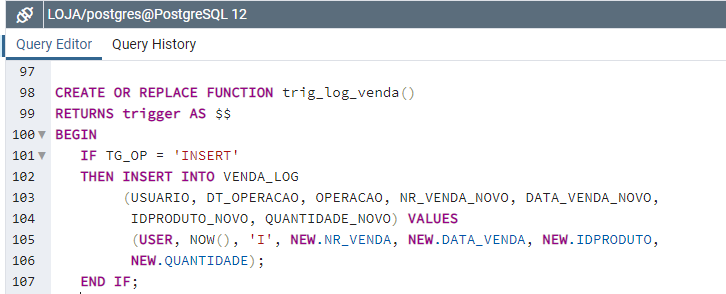 LOJA/postgres@PostgreSQL 12
Query Editor Query History
97
98 CREATE OR REPLACE FUNCTION trig_log_venda()
99 RETURNS trigger AS $$
100 BEGIN
101 IF TG_OP = 'INSERT'
102 THEN INSERT INTO VENDA_LOG
103 (USUARIO, DT_OPERACAO, OPERACAO, NR_VENDA_NOVO, DATA_VENDA_NOVO,
104 IDPRODUTO_NOVO, QUANTIDADE_NOVO) VALUES
105 (USER, NOW(), 'I', NEW.NR_VENDA, NEW.DATA_VENDA, NEW.IDPRODUTO,
106 NEW.QUANTIDADE);
107 END IF;